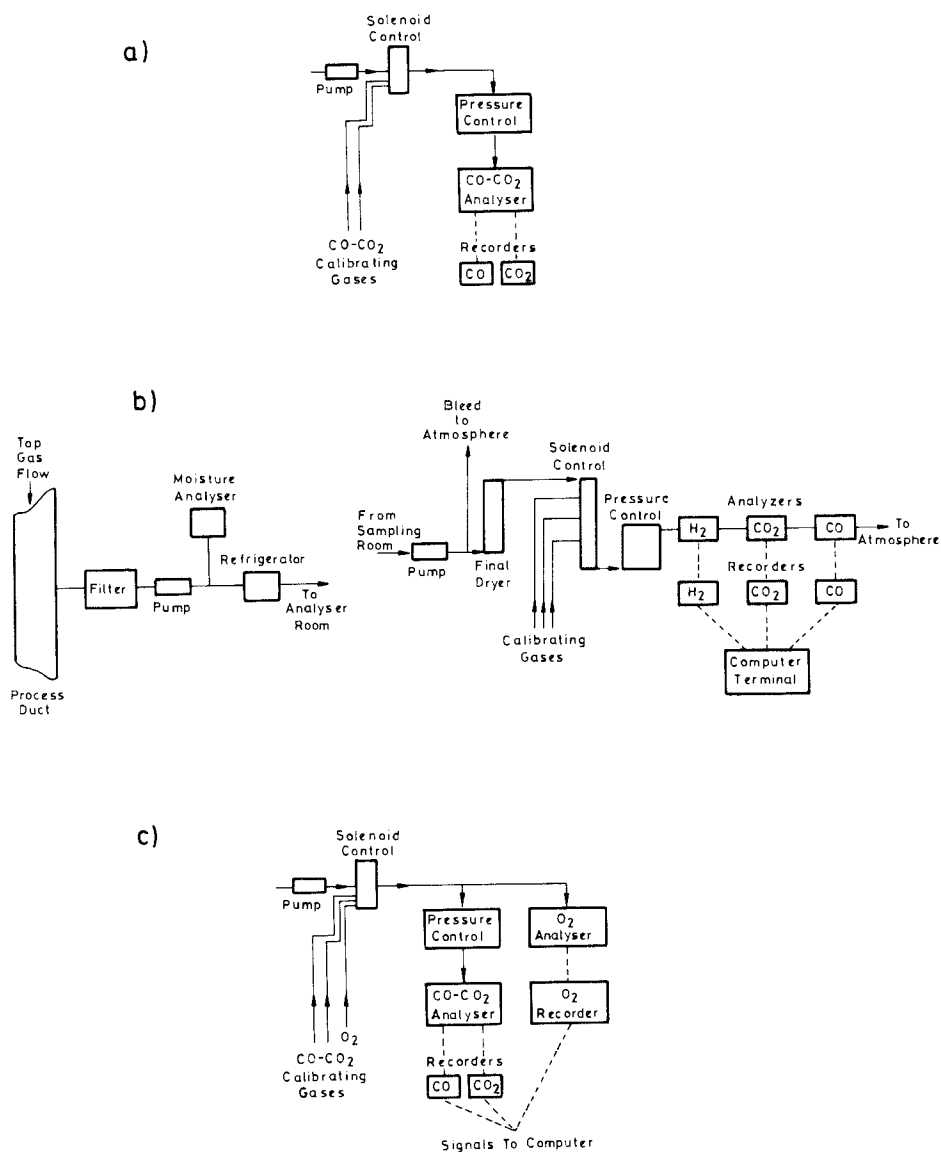 a)
Solenoid
Control
Pump
Pressure
Control
CO-CO2
Analyser
CO-CO2
Calibrating
Gases
Recorders
CO
CO2
b)
Top
Gas
Flow
Moisture
Analyser
Filter
Pump
Refrigerator
To
Analyser
Room
Process
Duct
Bleed
to
Atmosphere
From
Sampling
Room
Pump
Final
Dryer
Solenoid
Control
Calibrating
Gases
Pressure
Control
Analyzers
H2
CO2
CO
To
Atmosphere
Recorders
H2
CO2
CO
Computer
Terminal
c)
Solenoid
Control
Pump
Pressure
Control
O2
Analyser
CO-CO2
Analyser
O2
Recorder
O2
CO-CO2
Calibrating
Gases
Recorders
CO
CO2
Signals To Computer